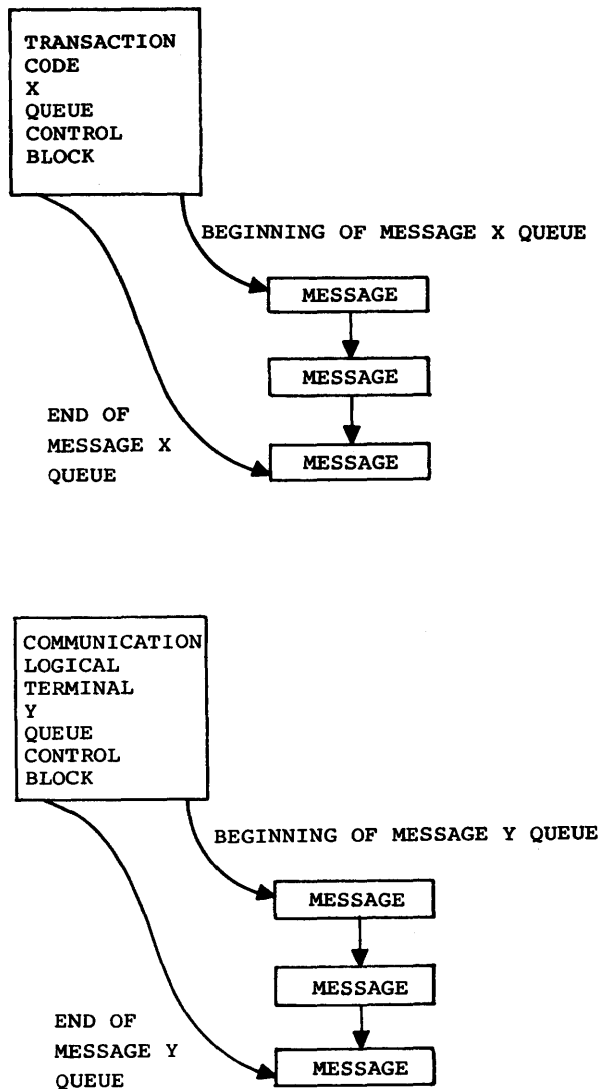 TRANSACTION
CODE
X
QUEUE
CONTROL
BLOCK
BEGINNING OF MESSAGE X QUEUE
MESSAGE
MESSAGE
END OF
MESSAGE X
QUEUE
MESSAGE
COMMUNICATION
LOGICAL
TERMINAL
Y
QUEUE
CONTROL
BLOCK
BEGINNING OF MESSAGE Y QUEUE
MESSAGE
MESSAGE
END OF
MESSAGE Y
QUEUE
MESSAGE